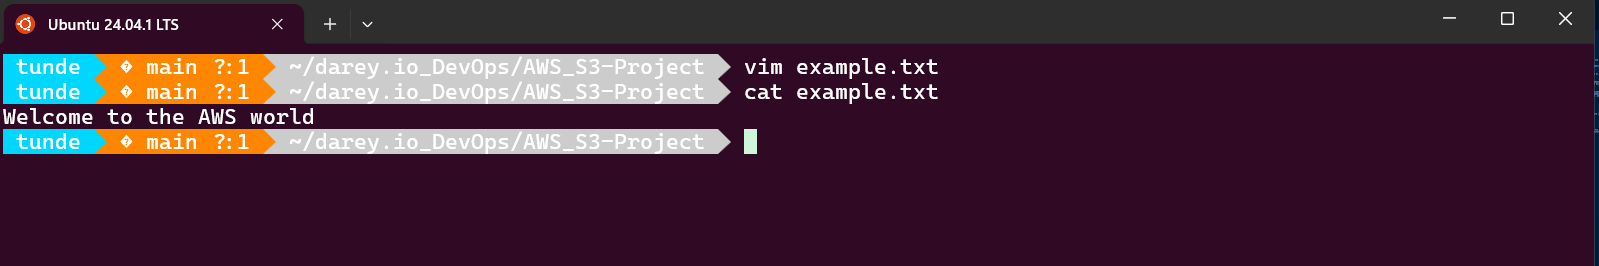 Ubuntu 24.04.1 LTS
tunde � main ?:1 ~/darey.io_DevOps/AWS_S3-Project vim example.txt
tunde � main ?:1 ~/darey.io_DevOps/AWS_S3-Project cat example.txt
Welcome to the AWS world
tunde � main ?:1 ~/darey.io_DevOps/AWS_S3-Project